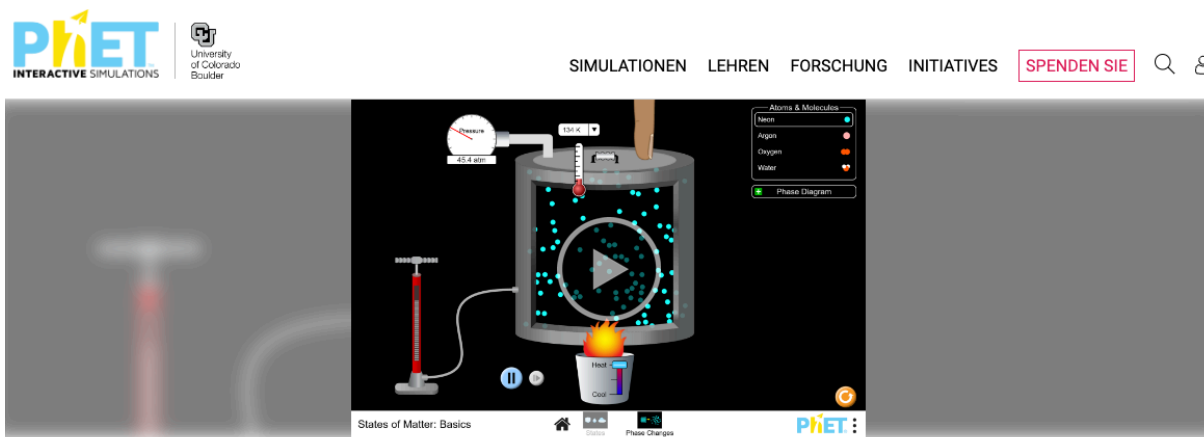 PhET
INTERACTIVE SIMULATIONS
University
of Colorado
Boulder
SIMULATIONEN LEHREN FORSCHUNG INITIATIVES SPENDEN SIE
Pressure
45.4 atm
134 K
Atoms & Molecules
Neon
Argon
Oxygen
Water
Phase Diagram
Heat
Cool
States of Matter: Basics
States
Phase Changes
PhET